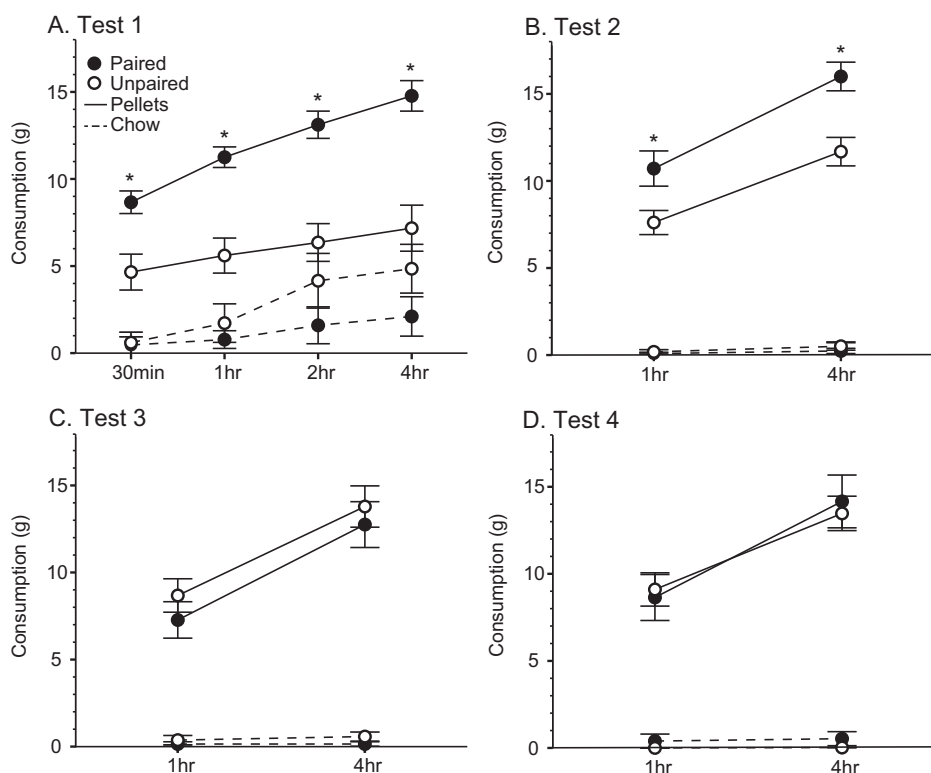 A. Test 1
Paired
Unpaired
Pellets
Chow
Consumption (g)
15
10
5
0
* * * *
30min 1hr 2hr 4hr
B. Test 2
Consumption (g)
15
10
5
0
* *
1hr 4hr
C. Test 3
Consumption (g)
15
10
5
0
1hr 4hr
D. Test 4
Consumption (g)
15
10
5
0
1hr 4hr